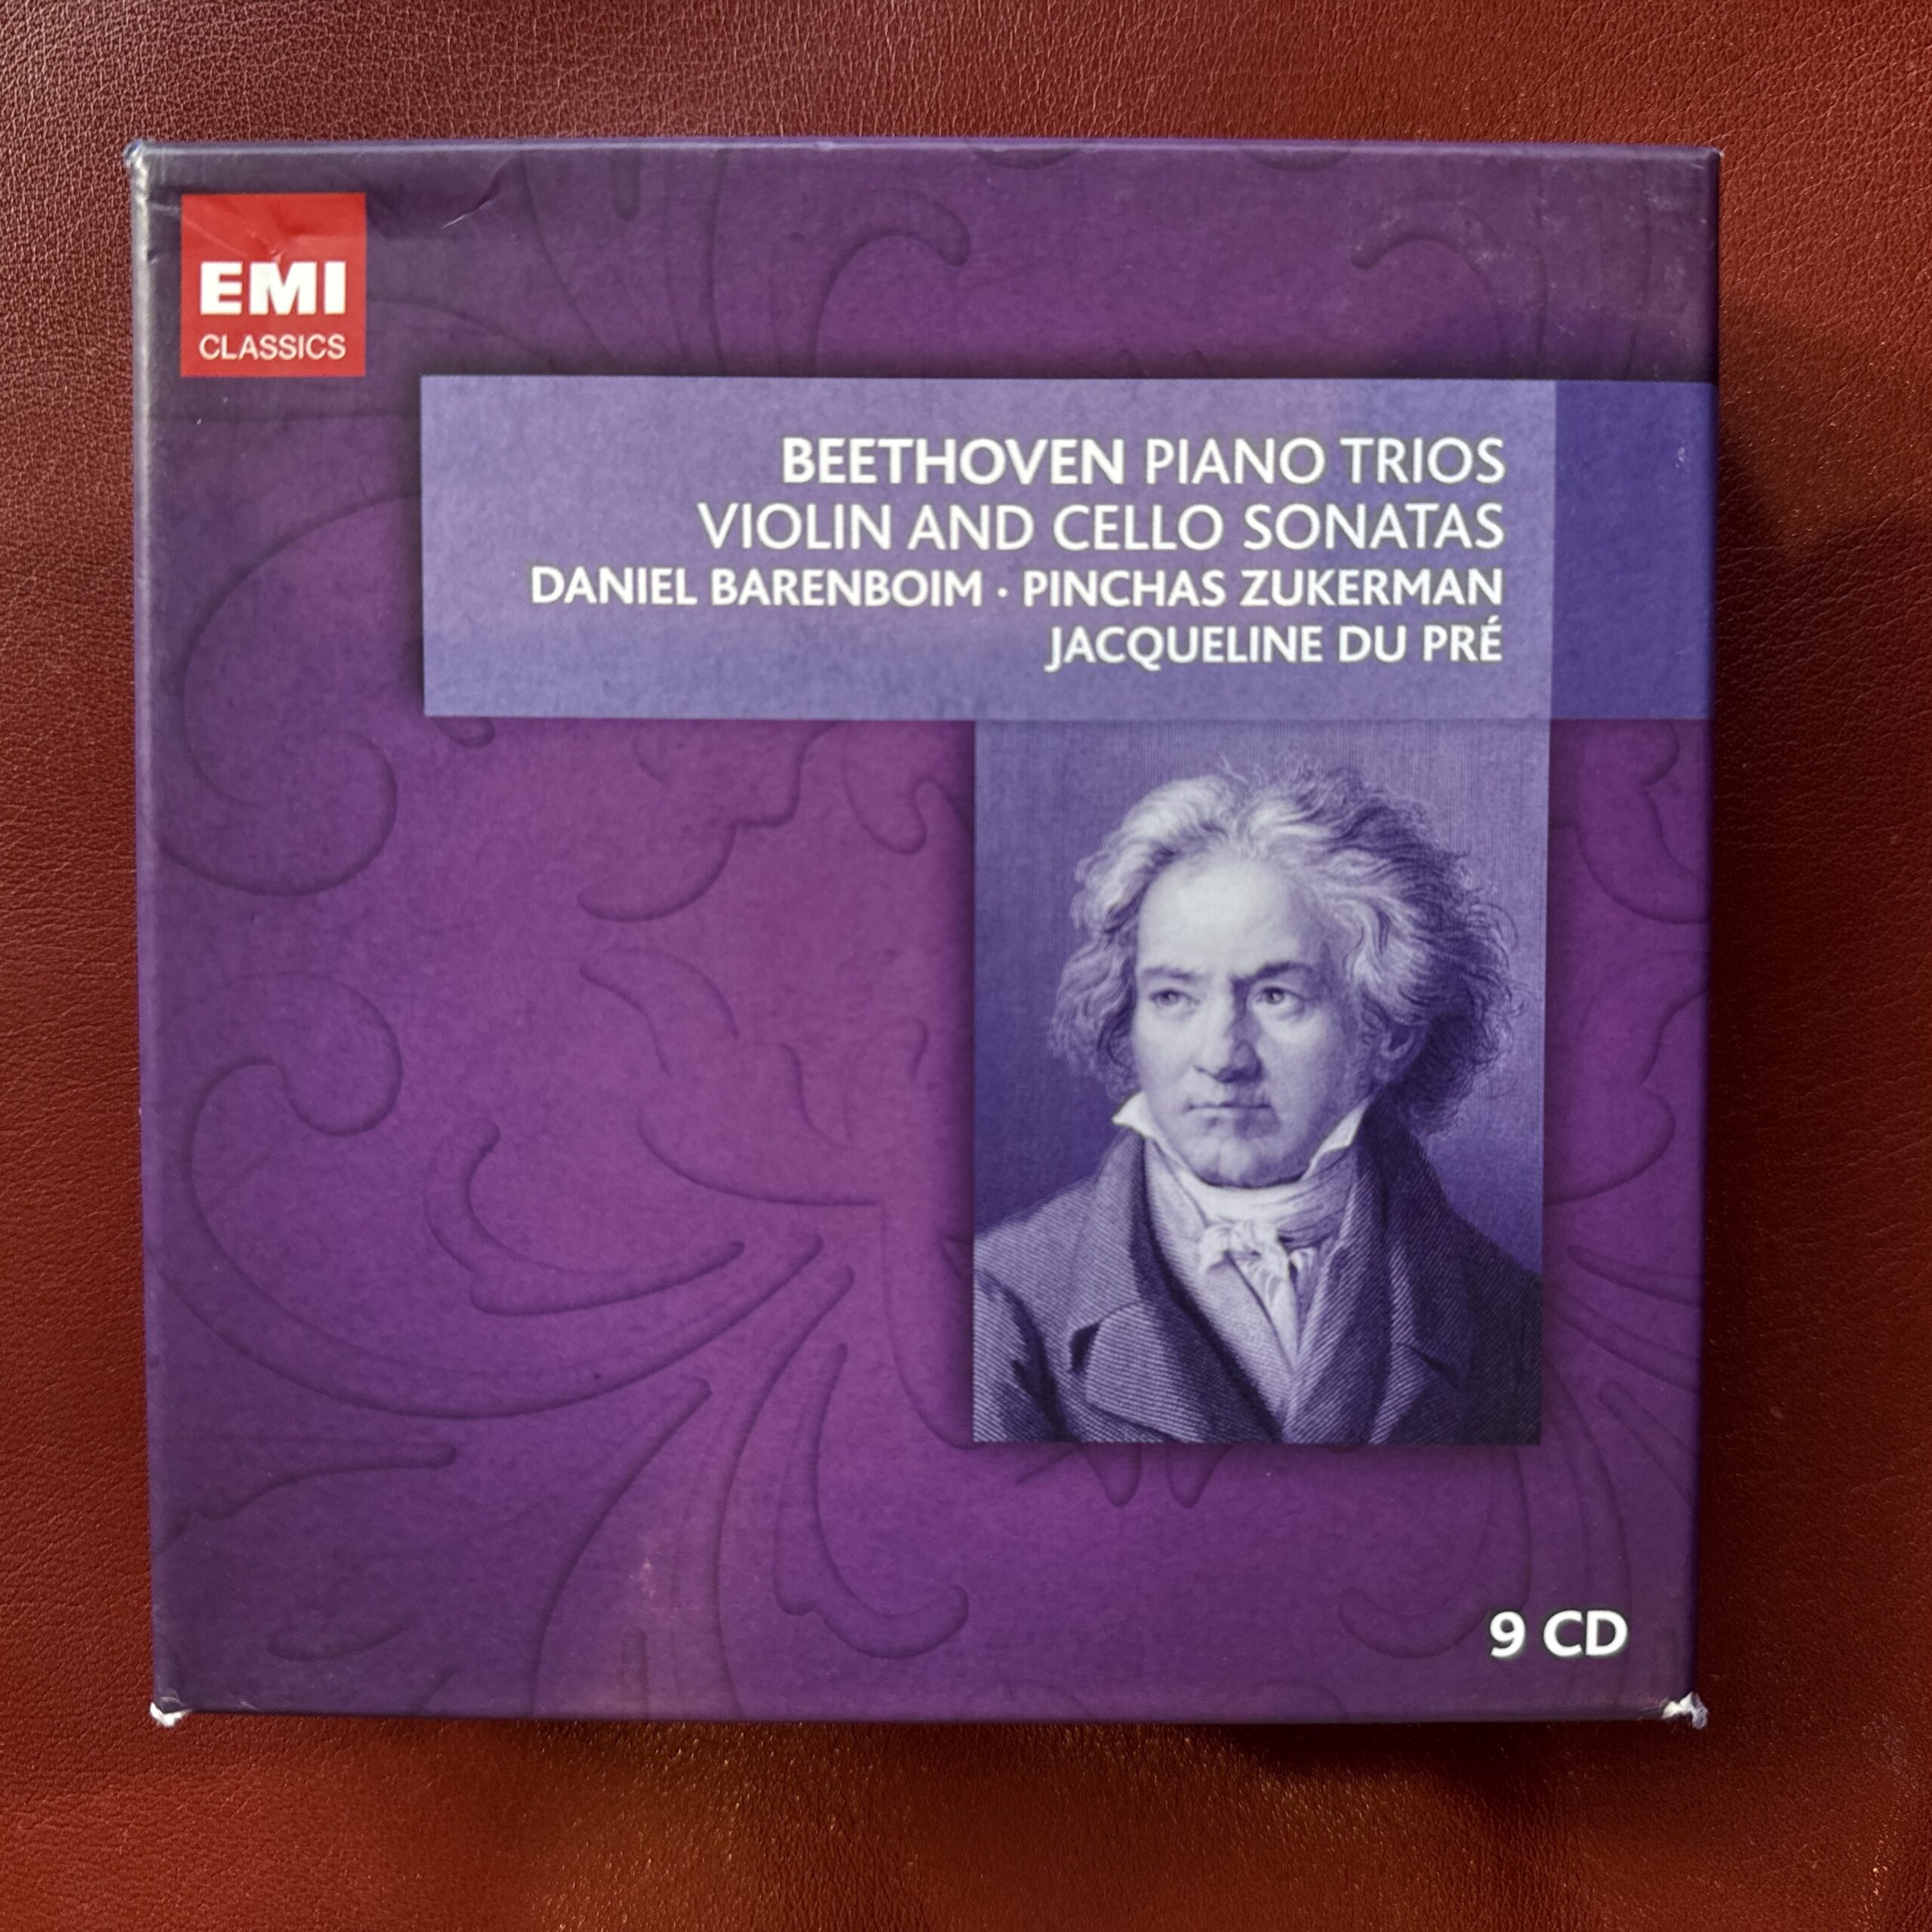 EMI
CLASSICS
BEETHOVEN PIANO TRIOS
VIOLIN AND CELLO SONATAS
DANIEL BARENBOIM · PINCHAS ZUKERMAN
JACQUELINE DU PRÉ
9 CD